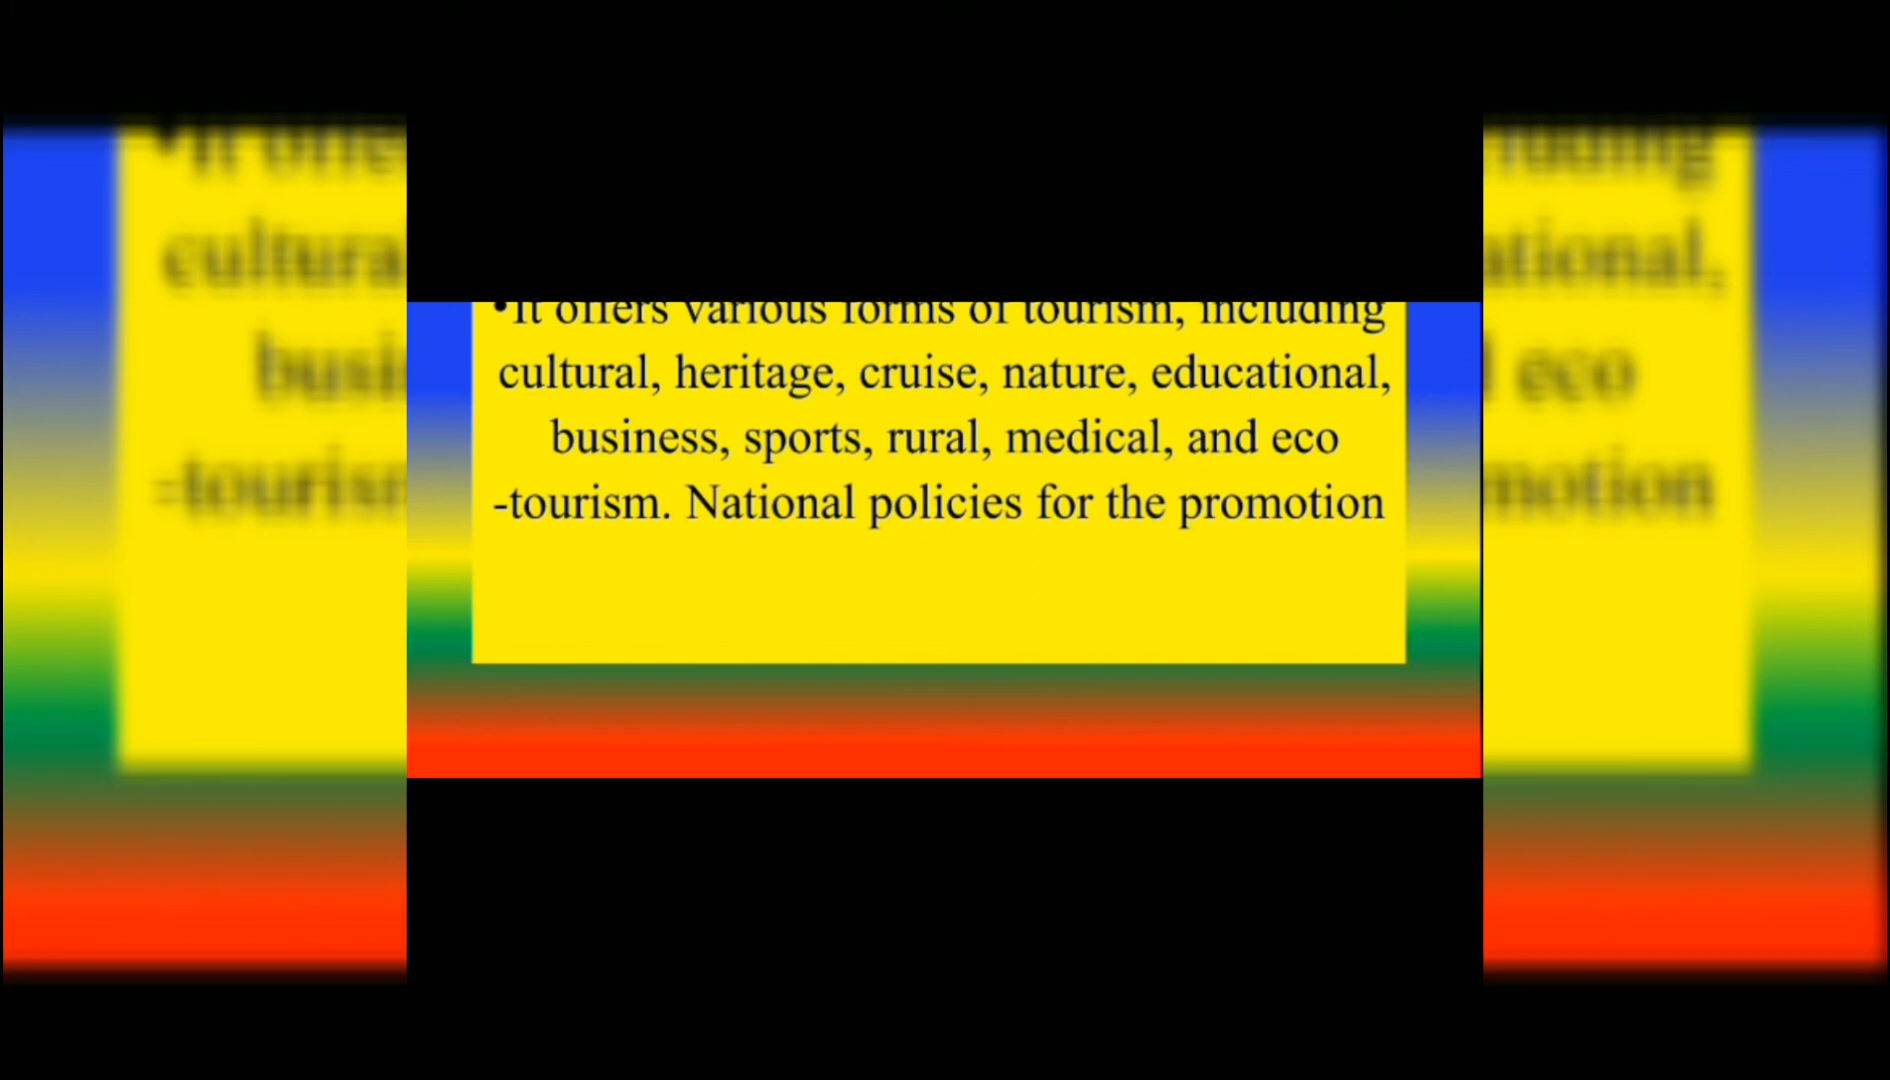 •It offers various forms of tourism, including
cultural, heritage, cruise, nature, educational,
business, sports, rural, medical, and eco
-tourism. National policies for the promotion